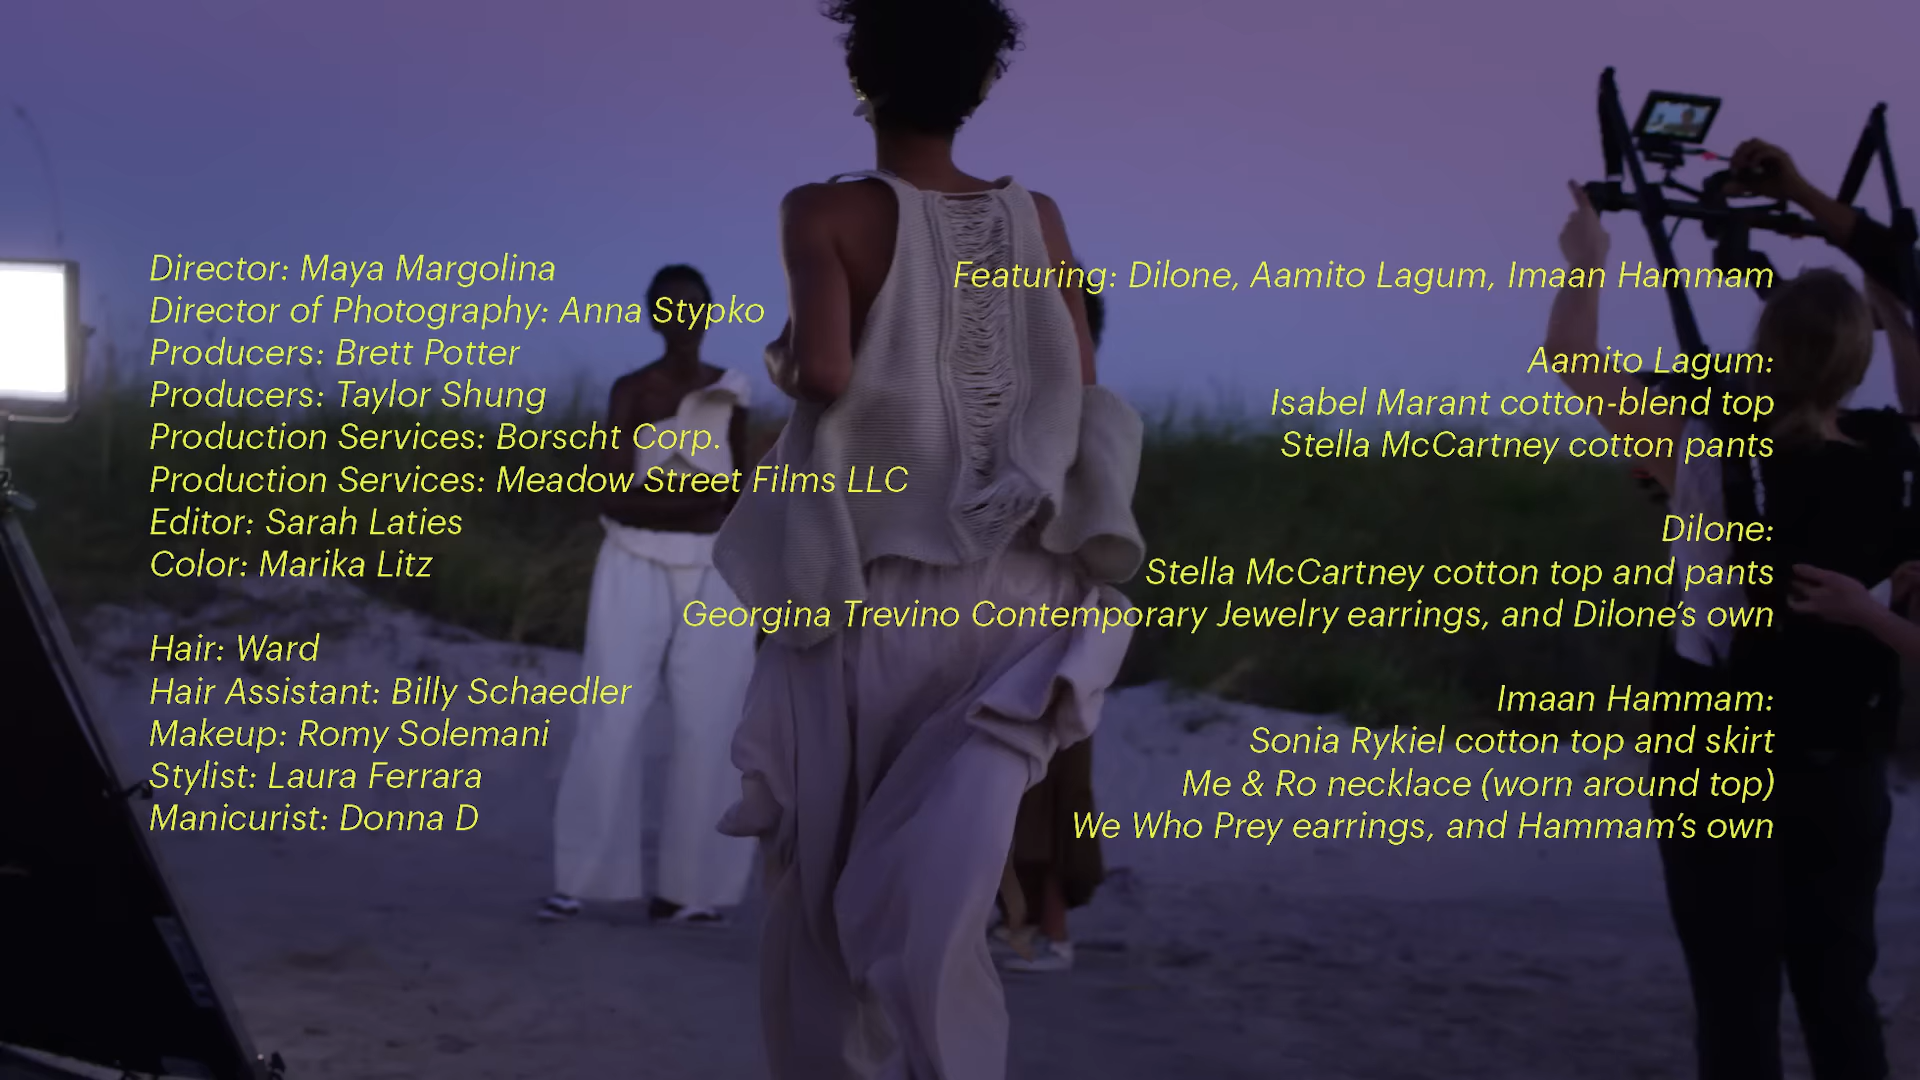 Director: Maya Margolina
Director of Photography: Anna Stypko
Producers: Brett Potter
Producers: Taylor Shung
Production Services: Borscht Corp.
Production Services: Meadow Street Films LLC
Editor: Sarah Laties
Color: Marika Litz
Hair: Ward
Hair Assistant: Billy Schaedler
Makeup: Romy Solemani
Stylist: Laura Ferrara
Manicurist: Donna D
Featuring: Dilone, Aamito Lagum, Imaan Hammam
Aamito Lagum:
Isabel Marant cotton-blend top
Stella McCartney cotton pants
Dilone:
Stella McCartney cotton top and pants
Georgina Trevino Contemporary Jewelry earrings, and Dilone’s own
Imaan Hammam:
Sonia Rykiel cotton top and skirt
Me & Ro necklace (worn around top)
We Who Prey earrings, and Hammam’s own